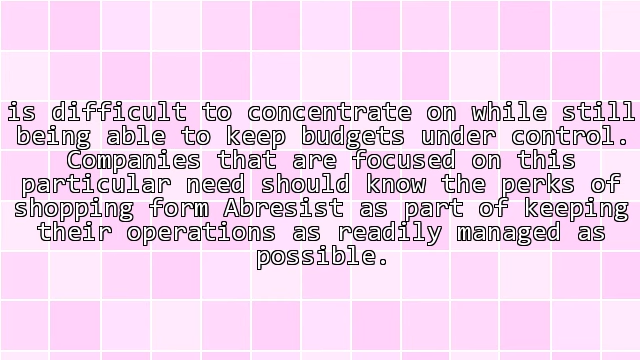 is difficult to concentrate on while still
being able to keep budgets under control.
Companies that are focused on this
particular need should know the perks of
shopping form Abresist as part of keeping
their operations as readily managed as
possible.